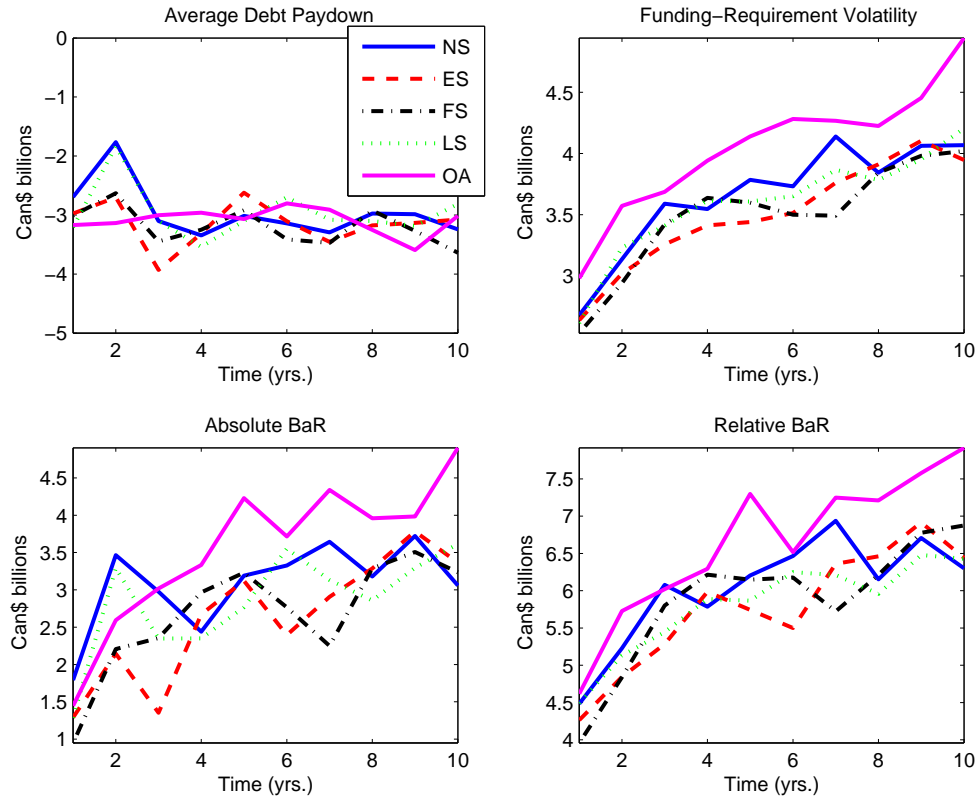 Average Debt Paydown
Can$ billions
0
−1
−2
−3
−4
−5
2
4
6
8
10
Time (yrs.)
NS
ES
FS
LS
OA
Funding−Requirement Volatility
Can$ billions
4.5
4
3.5
3
2
4
6
8
10
Time (yrs.)
Absolute BaR
Can$ billions
4.5
4
3.5
3
2.5
2
1.5
1
2
4
6
8
10
Time (yrs.)
Relative BaR
Can$ billions
7.5
7
6.5
6
5.5
5
4.5
4
2
4
6
8
10
Time (yrs.)